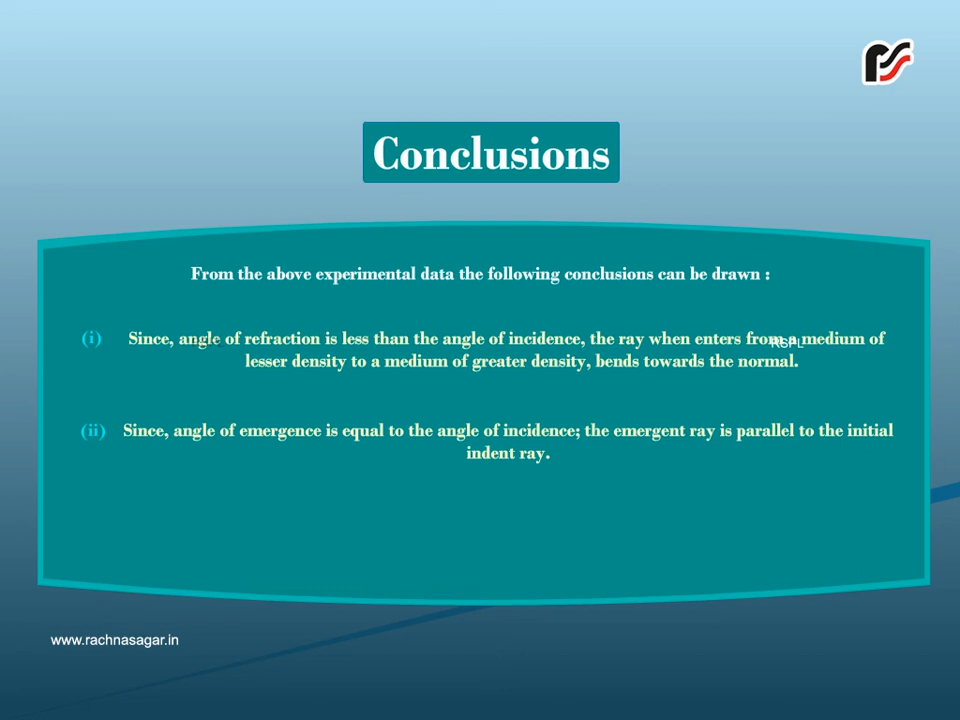 Conclusions
From the above experimental data the following conclusions can be drawn :
(i) Since, angle of refraction is less than the angle of incidence, the ray when enters from a medium of
lesser density to a medium of greater density, bends towards the normal.
(ii) Since, angle of emergence is equal to the angle of incidence; the emergent ray is parallel to the initial
indent ray.
RSPL
www.rachnasagar.in